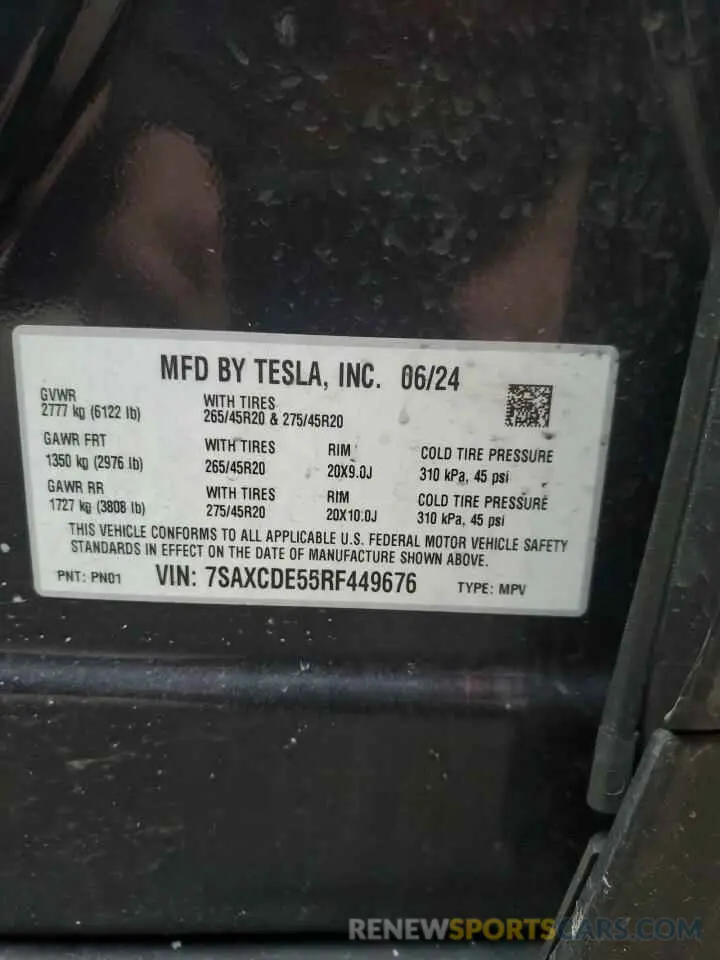 MFD BY TESLA, INC. 06/24
GVWR
2777 kg (6122 lb)
WITH TIRES
265/45R20 & 275/45R20
GAWR FRT
1350 kg (2976 lb)
WITH TIRES
265/45R20
RIM
20X9.0J
COLD TIRE PRESSURE
310 kPa, 45 psi
GAWR RR
1727 kg (3808 lb)
WITH TIRES
275/45R20
RIM
20X10.0J
COLD TIRE PRESSURE
310 kPa, 45 psi
THIS VEHICLE CONFORMS TO ALL APPLICABLE U.S. FEDERAL MOTOR VEHICLE SAFETY
STANDARDS IN EFFECT ON THE DATE OF MANUFACTURE SHOWN ABOVE.
PNT: PN01 VIN: 7SAXCDE55RF449676 TYPE: MPV
RENEWSPORTSCARS.COM